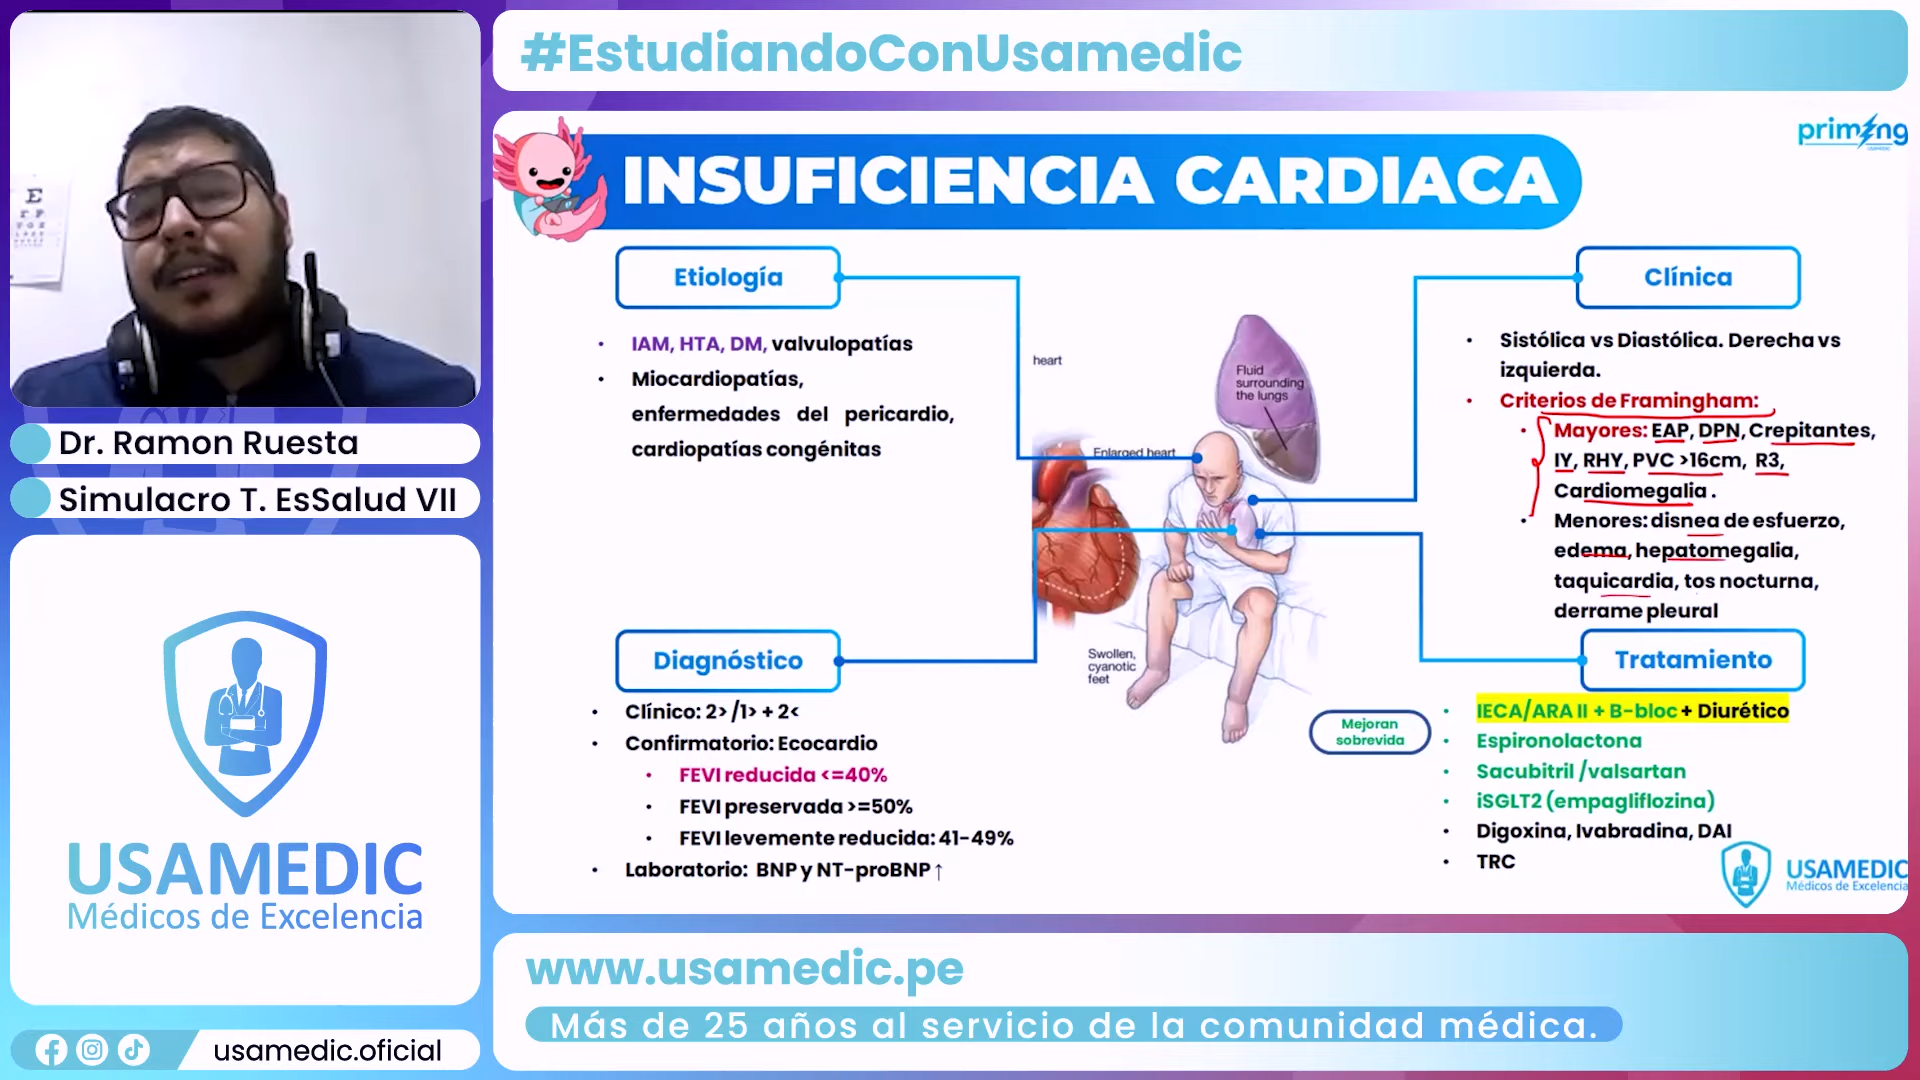 #EstudiandoConUsamedic
priming
USAMEDIC
INSUFICIENCIA CARDIACA
E
Dr. Ramon Ruesta
Simulacro T. EsSalud VII
USAMEDIC
Médicos de Excelencia
usamedic.oficial
Etiología
• IAM, HTA, DM, valvulopatías
• Miocardiopatías,
enfermedades del pericardio,
cardiopatías congénitas
heart
Fluid
surrounding
the lungs
Enlarged heart
Swollen,
cyanotic
feet
Clínica
• Sistólica vs Diastólica. Derecha vs
izquierda.
• Criterios de Framingham:
• Mayores: EAP, DPN, Crepitantes,
IY, RHY, PVC >16cm, R3,
Cardiomegalia .
• Menores: disnea de esfuerzo,
edema, hepatomegalia,
taquicardia, tos nocturna,
derrame pleural
Diagnóstico
• Clínico: 2> /1> + 2<
• Confirmatorio: Ecocardio
• FEVI reducida <=40%
• FEVI preservada >=50%
• FEVI levemente reducida: 41-49%
• Laboratorio: BNP y NT-proBNP ↑
Tratamiento
Mejoran
sobrevida
• IECA/ARA II + B-bloc + Diurético
• Espironolactona
• Sacubitril /valsartan
• iSGLT2 (empagliflozina)
• Digoxina, Ivabradina, DAI
• TRC
USAMEDIC
Médicos de Excelencia
www.usamedic.pe
Más de 25 años al servicio de la comunidad médica.